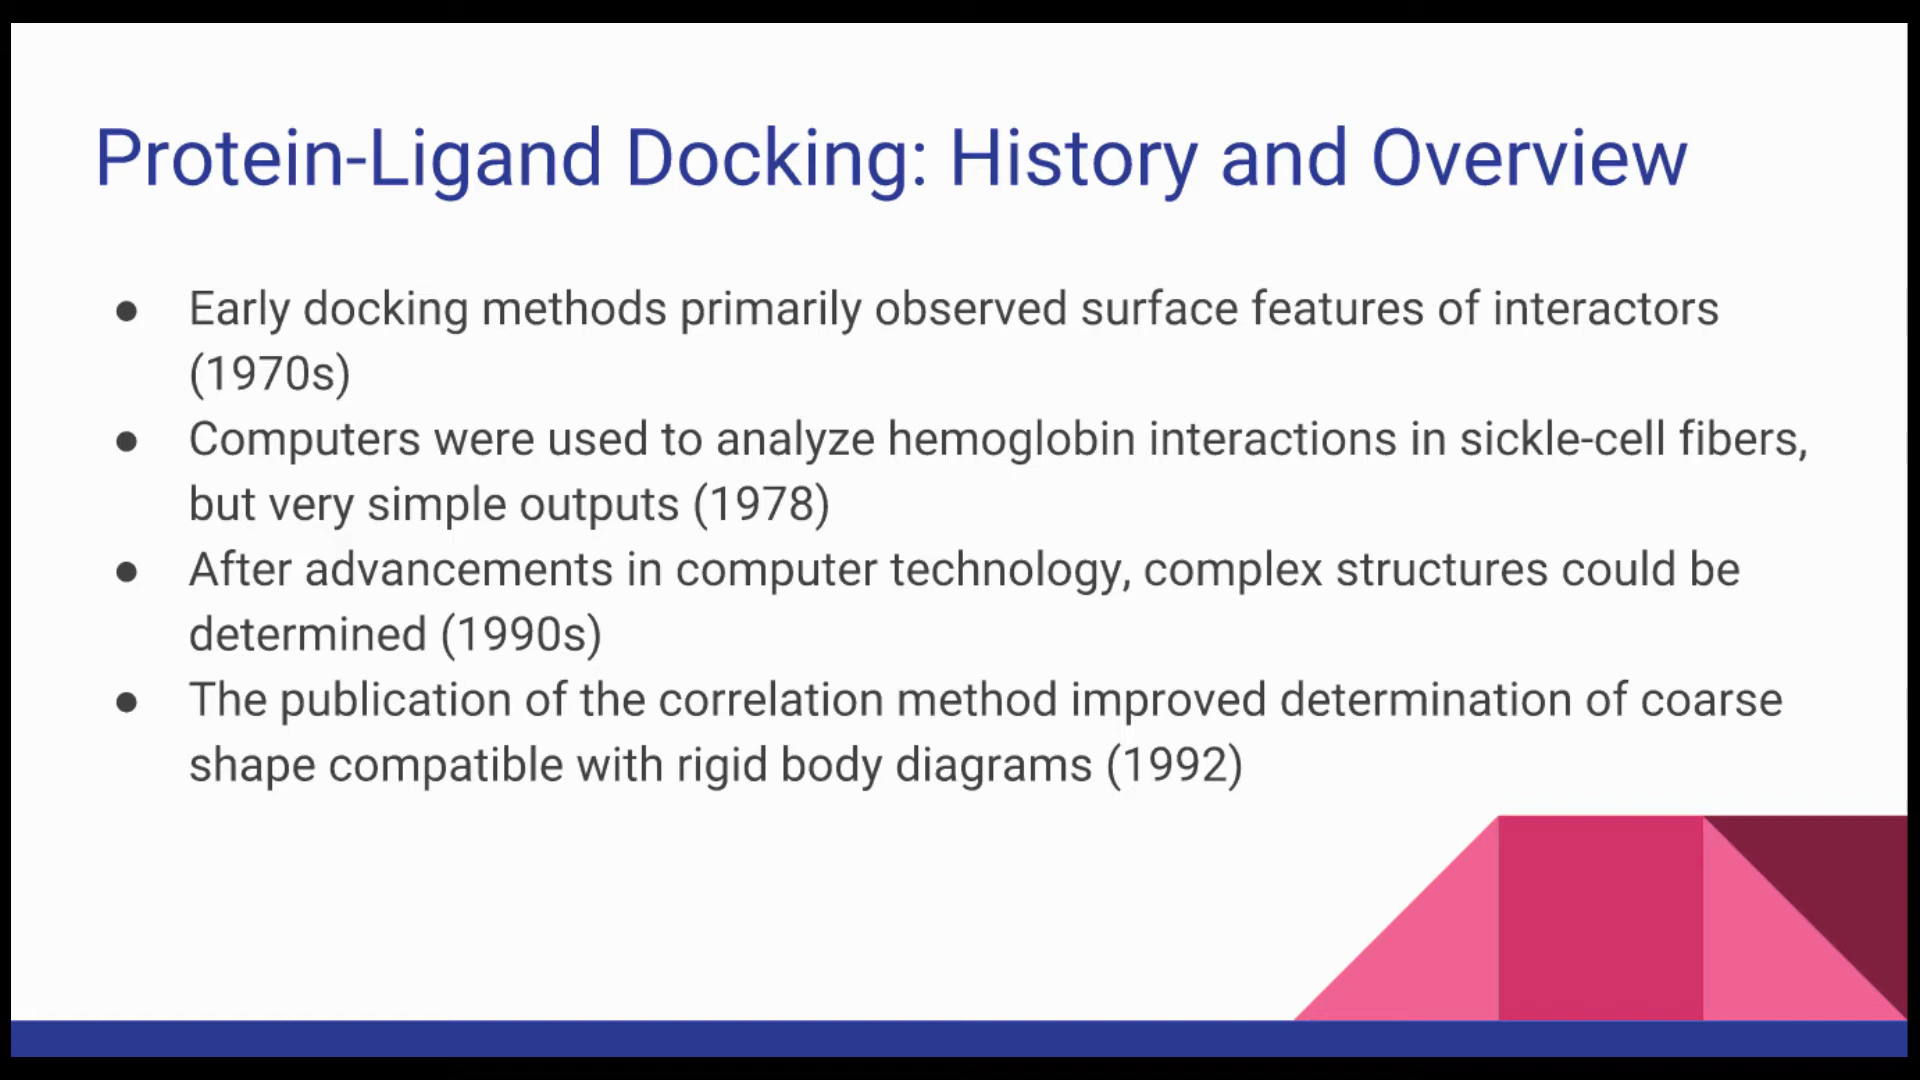 Protein-Ligand Docking: History and Overview
● Early docking methods primarily observed surface features of interactors
(1970s)
● Computers were used to analyze hemoglobin interactions in sickle-cell fibers,
but very simple outputs (1978)
● After advancements in computer technology, complex structures could be
determined (1990s)
● The publication of the correlation method improved determination of coarse
shape compatible with rigid body diagrams (1992)